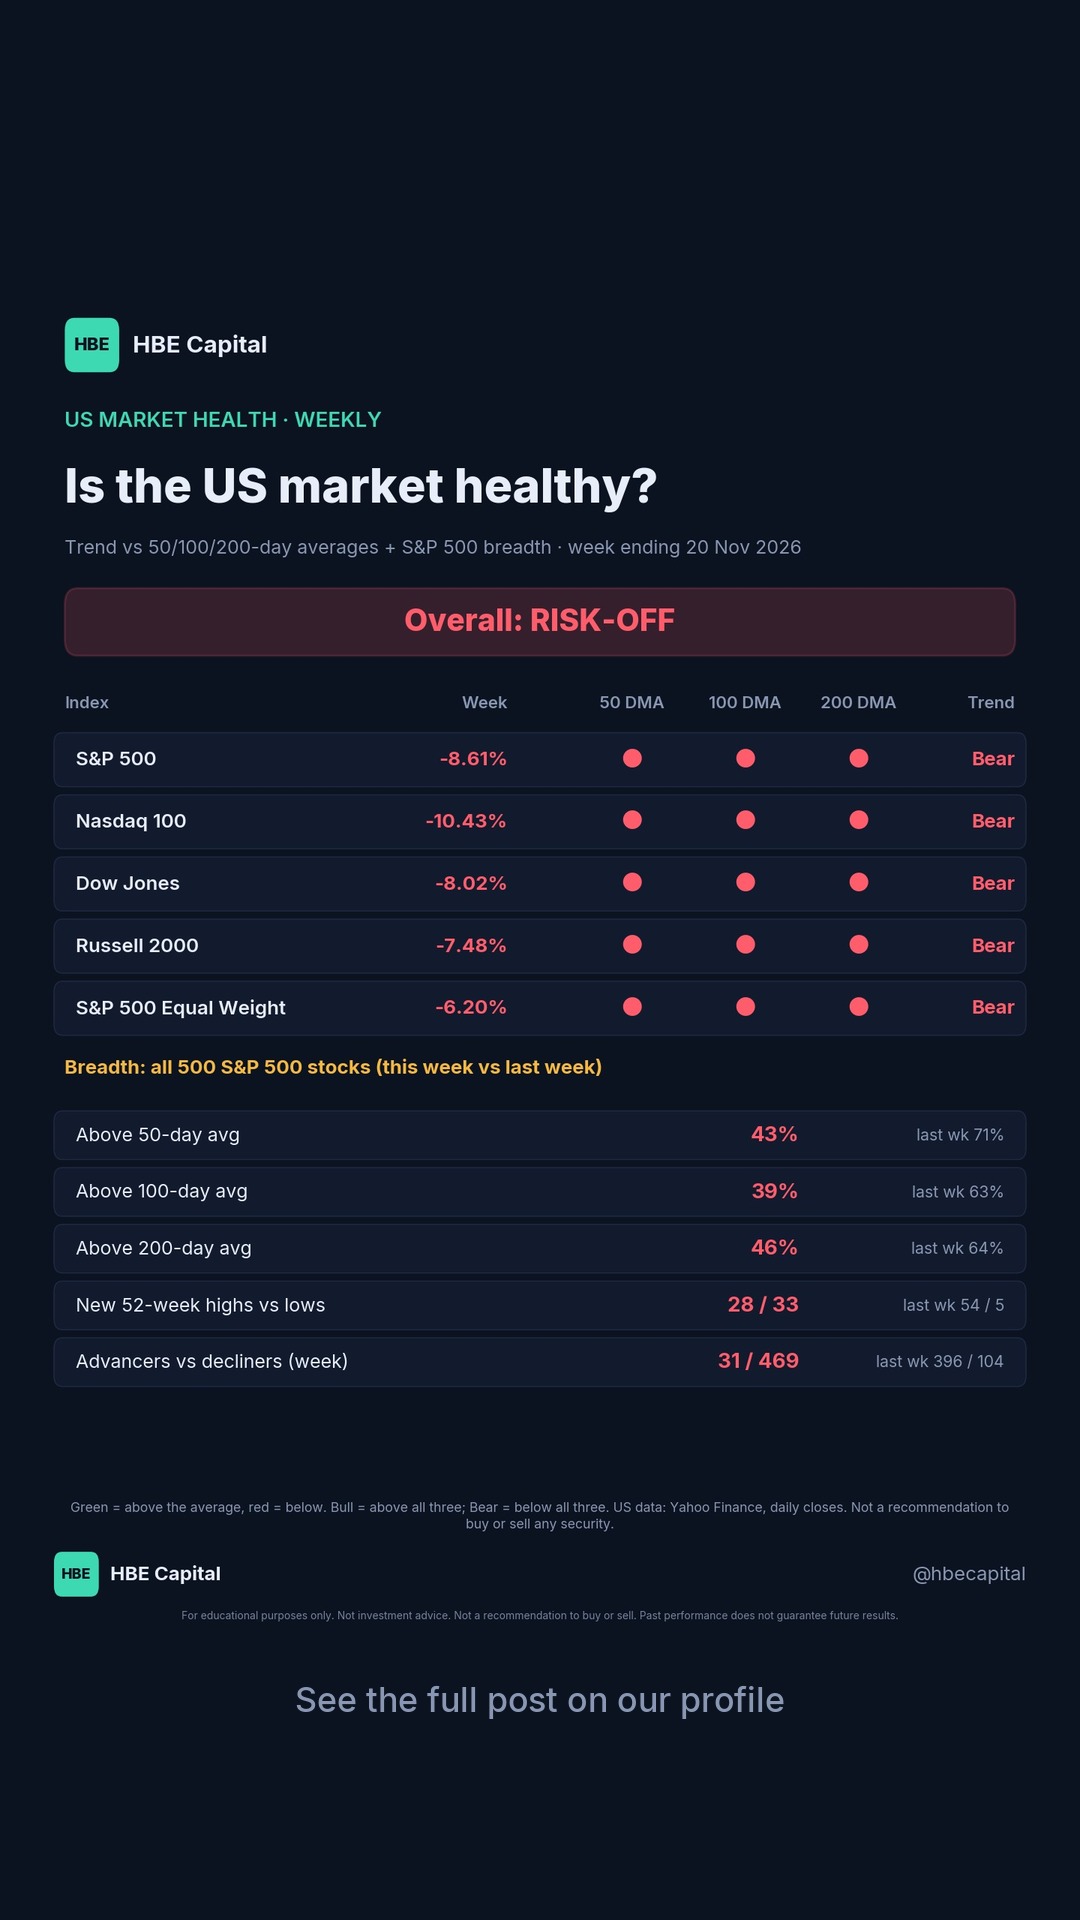 HBE HBE Capital
US MARKET HEALTH · WEEKLY
Is the US market healthy?
Trend vs 50/100/200-day averages + S&P 500 breadth · week ending 20 Nov 2026
Overall: RISK-OFF
Index Week 50 DMA 100 DMA 200 DMA Trend
S&P 500 -8.61% Bear
Nasdaq 100 -10.43% Bear
Dow Jones -8.02% Bear
Russell 2000 -7.48% Bear
S&P 500 Equal Weight -6.20% Bear
Breadth: all 500 S&P 500 stocks (this week vs last week)
Above 50-day avg 43% last wk 71%
Above 100-day avg 39% last wk 63%
Above 200-day avg 46% last wk 64%
New 52-week highs vs lows 28 / 33 last wk 54 / 5
Advancers vs decliners (week) 31 / 469 last wk 396 / 104
Green = above the average, red = below. Bull = above all three; Bear = below all three. US data: Yahoo Finance, daily closes. Not a recommendation to
buy or sell any security.
HBE HBE Capital @hbecapital
For educational purposes only. Not investment advice. Not a recommendation to buy or sell. Past performance does not guarantee future results.
See the full post on our profile